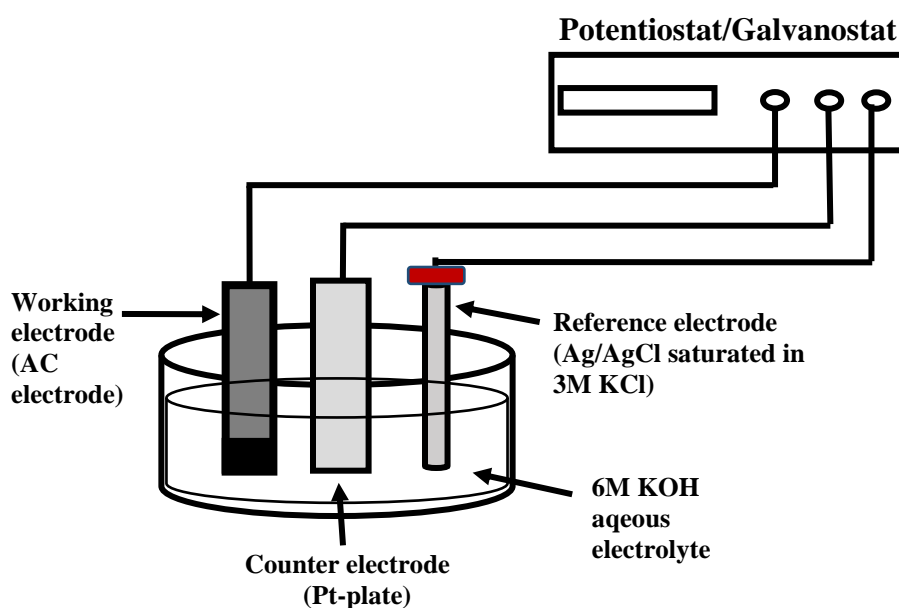 Potentiostat/Galvanostat
Working
electrode
(AC
electrode)
Reference electrode
(Ag/AgCl saturated in
3M KCl)
6M KOH
aqeous
electrolyte
Counter electrode
(Pt-plate)